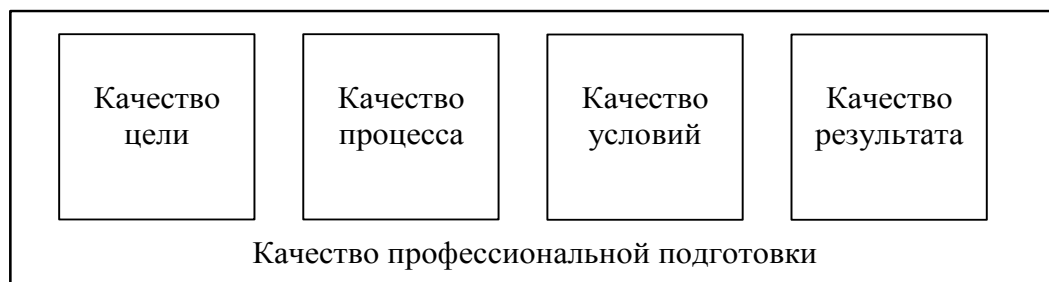 Качество
цели
Качество
процесса
Качество
условий
Качество
результата
Качество профессиональной подготовки